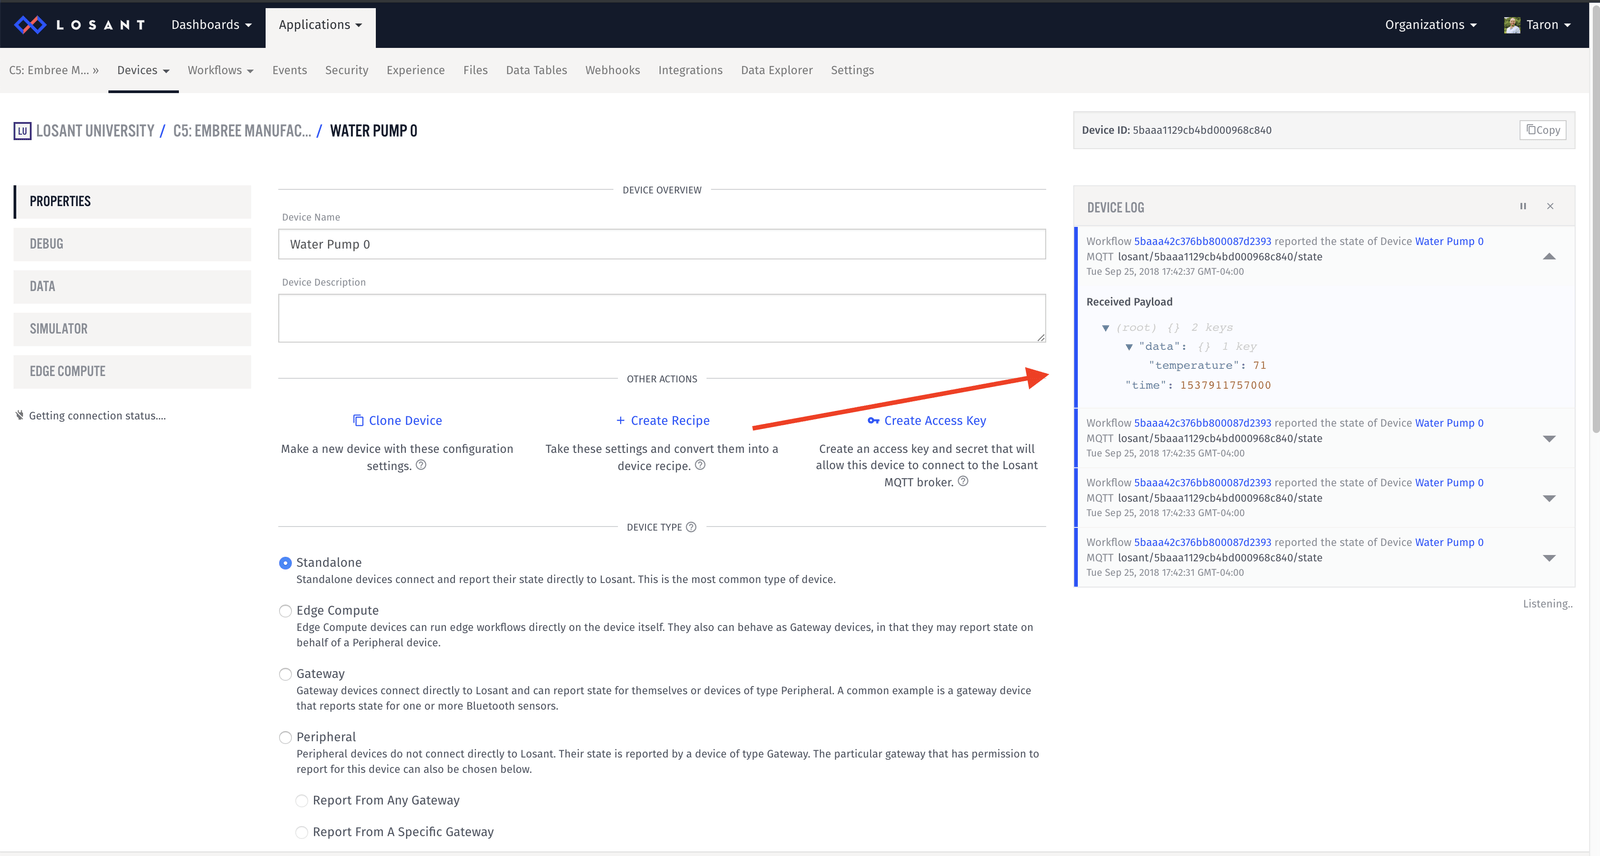 LOSANT Dashboards Applications Organizations Taron
C5: Embree M... » Devices Workflows Events Security Experience Files Data Tables Webhooks Integrations Data Explorer Settings
LU LOSANT UNIVERSITY / C5: EMBREE MANUFAC... / WATER PUMP 0
Device ID: 5baaa1129cb4bd000968c840 Copy
PROPERTIES
DEBUG
DATA
SIMULATOR
EDGE COMPUTE
Getting connection status....
DEVICE OVERVIEW
Device Name
Water Pump 0
Device Description
OTHER ACTIONS
Clone Device
Make a new device with these configuration
settings. ?
+ Create Recipe
Take these settings and convert them into a
device recipe. ?
Create Access Key
Create an access key and secret that will
allow this device to connect to the Losant
MQTT broker. ?
DEVICE TYPE ?
Standalone
Standalone devices connect and report their state directly to Losant. This is the most common type of device.
Edge Compute
Edge Compute devices can run edge workflows directly on the device itself. They also can behave as Gateway devices, in that they may report state on
behalf of a Peripheral device.
Gateway
Gateway devices connect directly to Losant and can report state for themselves or devices of type Peripheral. A common example is a gateway device
that reports state for one or more Bluetooth sensors.
Peripheral
Peripheral devices do not connect directly to Losant. Their state is reported by a device of type Gateway. The particular gateway that has permission to
report for this device can also be chosen below.
Report From Any Gateway
Report From A Specific Gateway
DEVICE LOG
Workflow 5baaa42c376bb800087d2393 reported the state of Device Water Pump 0
MQTT losant/5baaa1129cb4bd000968c840/state
Tue Sep 25, 2018 17:42:37 GMT-04:00
Received Payload
(root) {} 2 keys
"data": {} 1 key
"temperature": 71
"time": 1537911757000
Workflow 5baaa42c376bb800087d2393 reported the state of Device Water Pump 0
MQTT losant/5baaa1129cb4bd000968c840/state
Tue Sep 25, 2018 17:42:35 GMT-04:00
Workflow 5baaa42c376bb800087d2393 reported the state of Device Water Pump 0
MQTT losant/5baaa1129cb4bd000968c840/state
Tue Sep 25, 2018 17:42:33 GMT-04:00
Workflow 5baaa42c376bb800087d2393 reported the state of Device Water Pump 0
MQTT losant/5baaa1129cb4bd000968c840/state
Tue Sep 25, 2018 17:42:31 GMT-04:00
Listening..